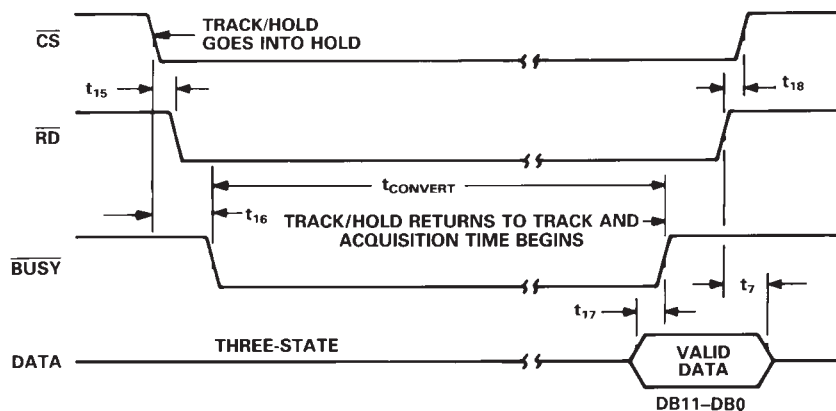 TRACK/HOLD
GOES INTO HOLD
CS
t15
t18
RD
tCONVERT
t16
TRACK/HOLD RETURNS TO TRACK AND
ACQUISITION TIME BEGINS
BUSY
t17
t7
DATA
THREE-STATE
VALID
DATA
DB11–DB0